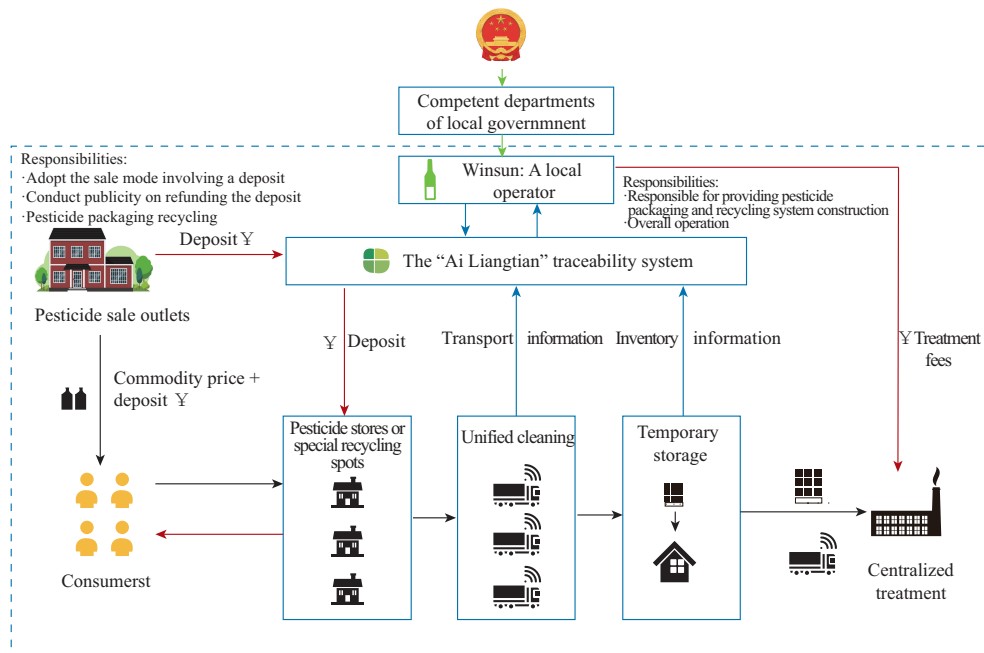 Competent departments
of local governmnent
Responsibilities:
·Adopt the sale mode involving a deposit
·Conduct publicity on refunding the deposit
·Pesticide packaging recycling
Winsun: A local
operator
Responsibilities:
·Responsible for providing pesticide
packaging and recycling system construction
·Overall operation
Deposit ¥
The “Ai Liangtian” traceability system
Pesticide sale outlets
¥ Deposit
Transport information
Inventory information
¥ Treatment
fees
Commodity price +
deposit ¥
Pesticide stores or
special recycling
spots
Unified cleaning
Temporary
storage
Consumerst
Centralized
treatment